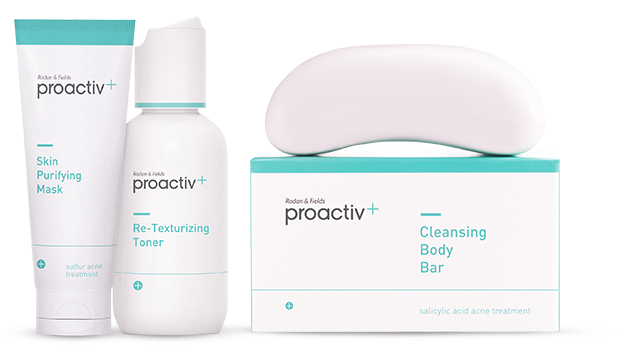 Rodan & Fields
proactiv+
Skin
Purifying
Mask
sulfur acne
treatment
Rodan & Fields
proactiv+
Re-Texturizing
Toner
Rodan & Fields
proactiv+
Cleansing
Body
Bar
salicylic acid acne treatment